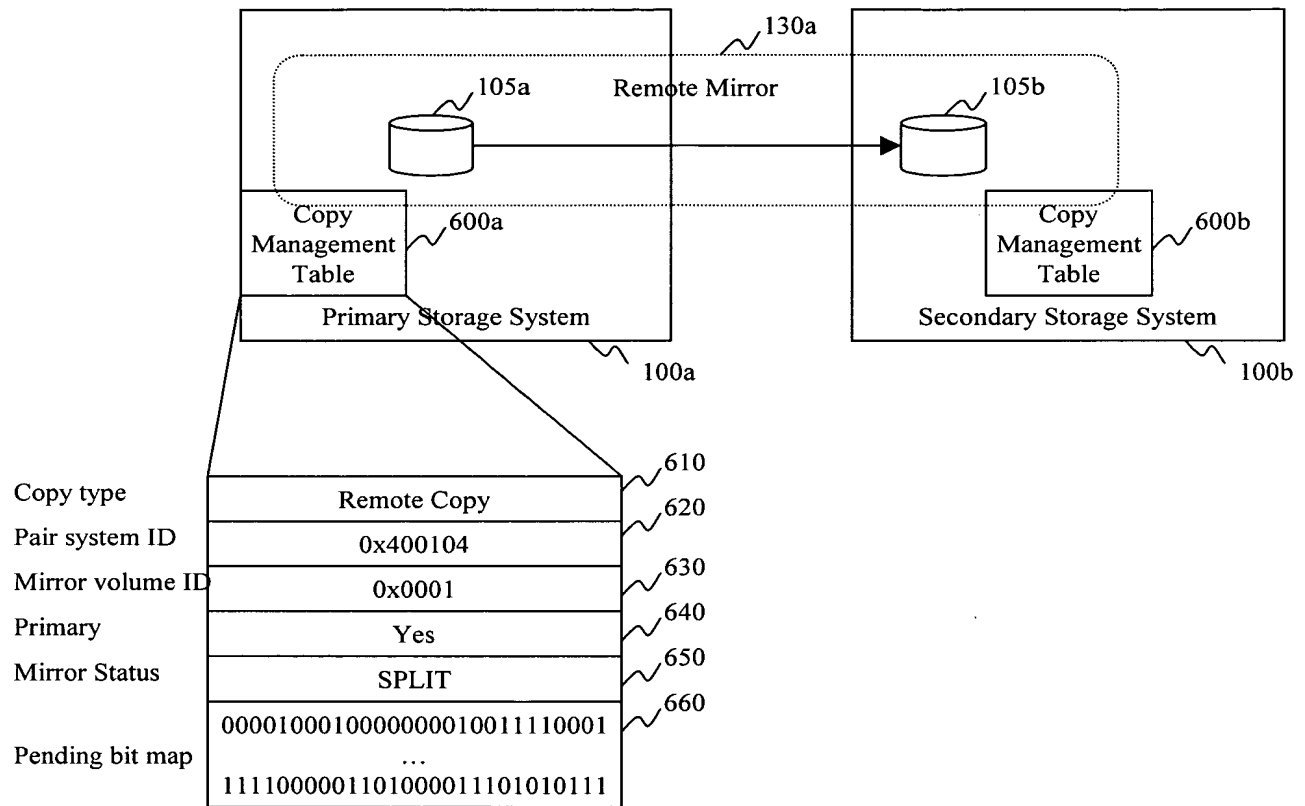 130a
105a
Remote Mirror
105b
Copy
Management
Table
600a
Copy
Management
Table
600b
Primary Storage System
Secondary Storage System
100a
100b
610
Copy type
Remote Copy
620
Pair system ID
0x400104
630
Mirror volume ID
0x0001
640
Primary
Yes
650
Mirror Status
SPLIT
660
0000100010000000010011110001
...
Pending bit map
1111000001101000011101010111